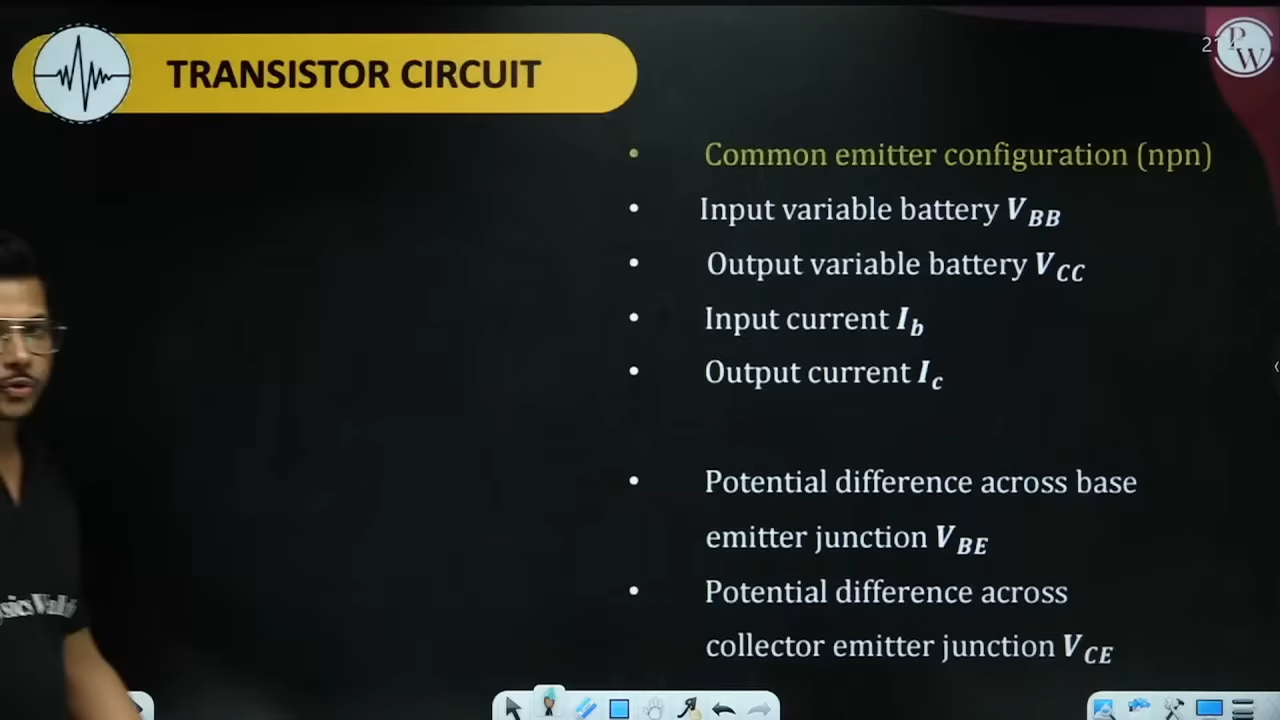 TRANSISTOR CIRCUIT
PW
• Common emitter configuration (npn)
• Input variable battery V_BB
• Output variable battery V_CC
• Input current I_b
• Output current I_c
• Potential difference across base
emitter junction V_BE
• Potential difference across
collector emitter junction V_CE